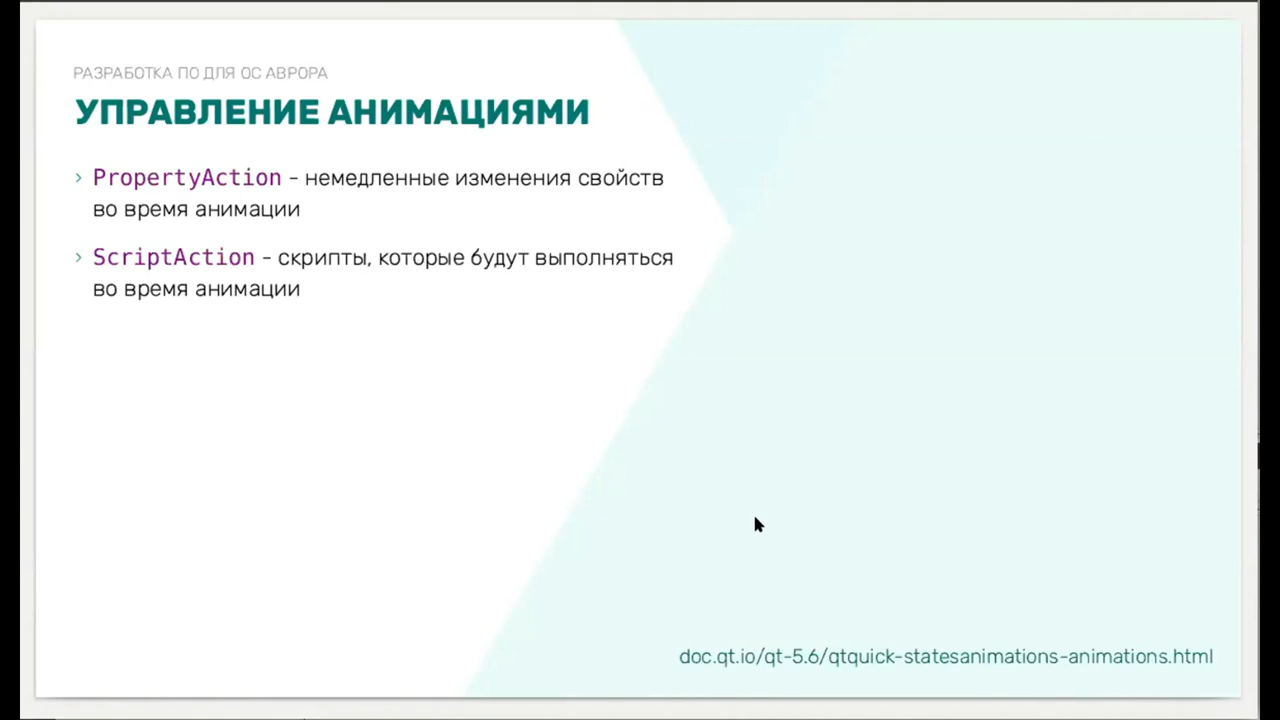 РАЗРАБОТКА ПО ДЛЯ ОС АВРОРА
УПРАВЛЕНИЕ АНИМАЦИЯМИ
› PropertyAction - немедленные изменения свойств
во время анимации
› ScriptAction - скрипты, которые будут выполняться
во время анимации
doc.qt.io/qt-5.6/qtquick-statesanimations-animations.html